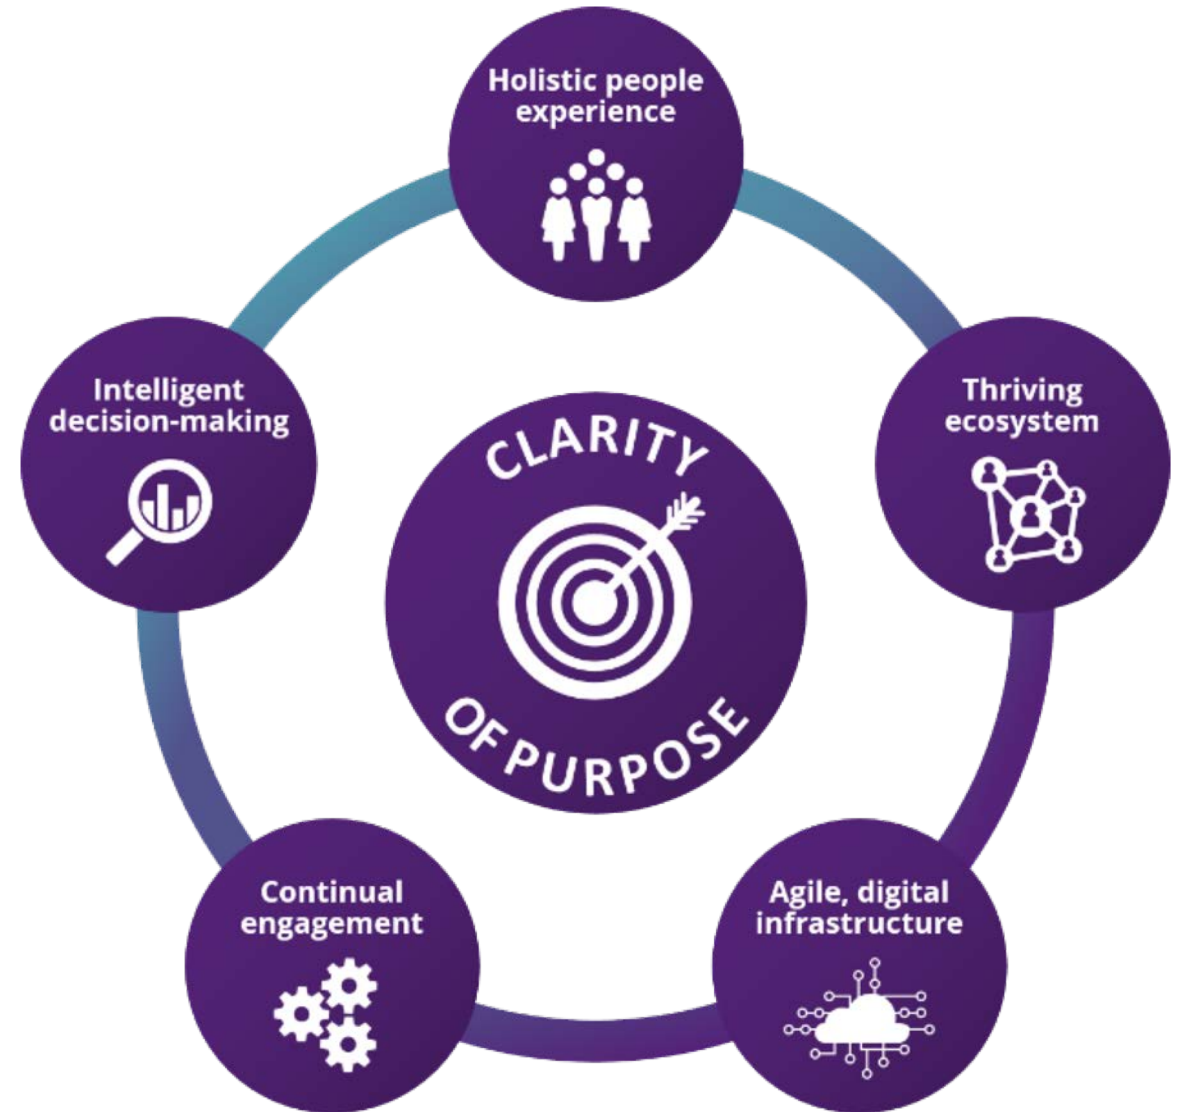 Holistic people
experience
Thriving
ecosystem
Intelligent
decision-making
CLARITY
OF PURPOSE
Continual
engagement
Agile, digital
infrastructure